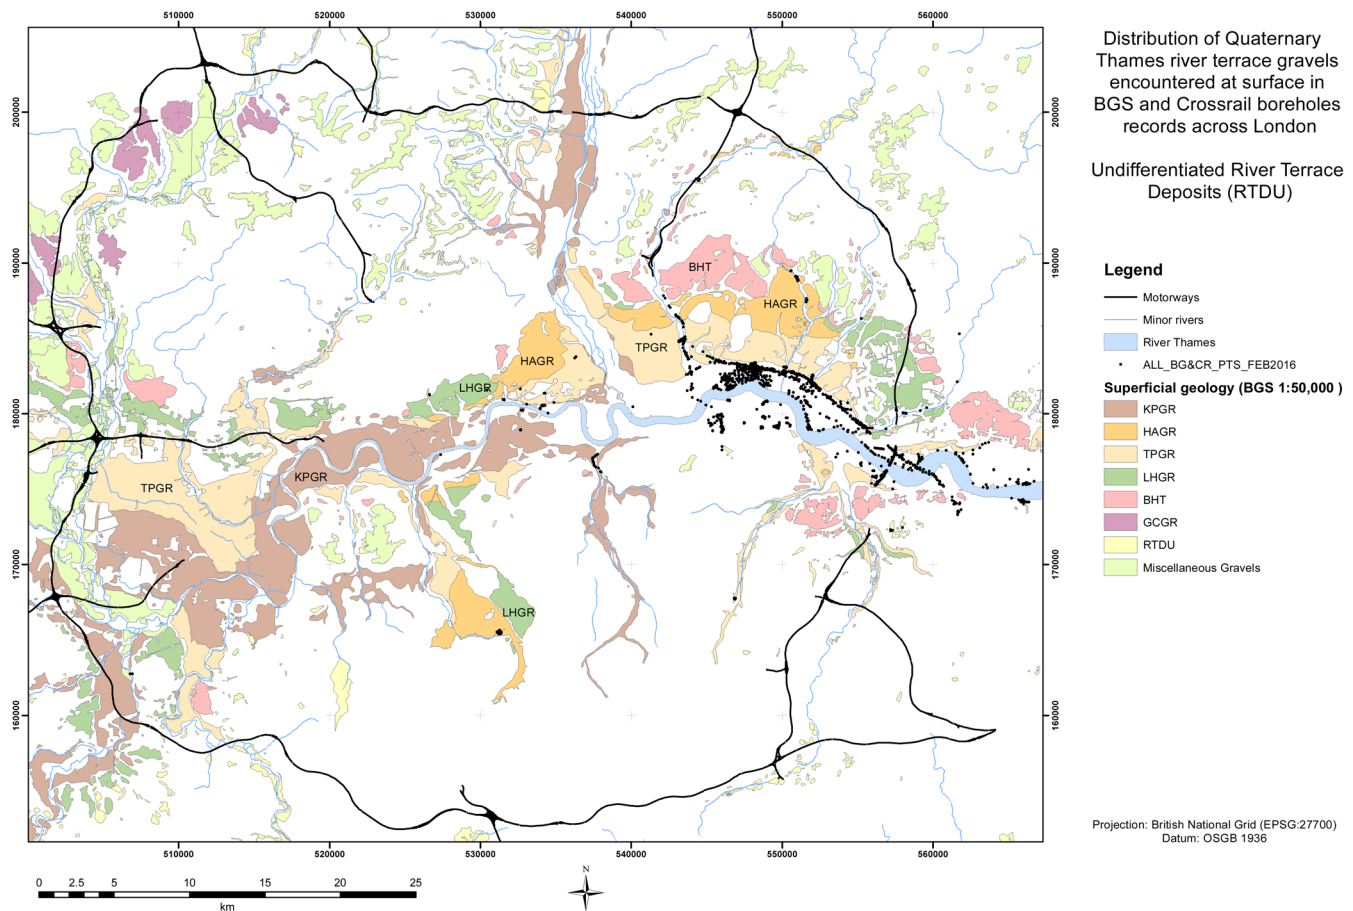 510000 520000 530000 540000 550000 560000
Distribution of Quaternary
Thames river terrace gravels
encountered at surface in
BGS and Crossrail boreholes
records across London
Undifferentiated River Terrace
Deposits (RTDU)
200000 200000
190000 190000
180000 180000
170000 170000
160000 160000
BHT
HAGR
TPGR
HAGR
LHGR
KPGR
TPGR
LHGR
Legend
Motorways
Minor rivers
River Thames
ALL_BG&CR_PTS_FEB2016
Superficial geology (BGS 1:50,000 )
KPGR
HAGR
TPGR
LHGR
BHT
GCGR
RTDU
Miscellaneous Gravels
Projection: British National Grid (EPSG:27700)
Datum: OSGB 1936
510000 520000 530000 540000 550000 560000
0 2.5 5 10 15 20 25
km
N